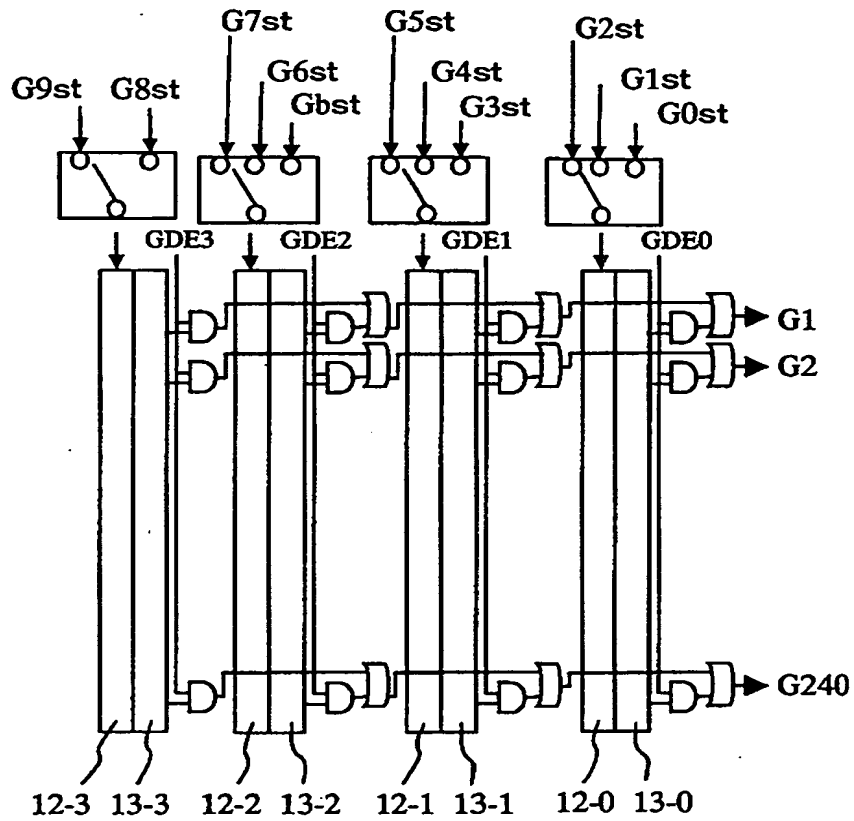 G7st G5st G2st
G9st G8st G6st G4st G1st
Gbst G3st G0st
GDE3 GDE2 GDE1 GDE0
G1
G2
G240
12-3 13-3 12-2 13-2 12-1 13-1 12-0 13-0